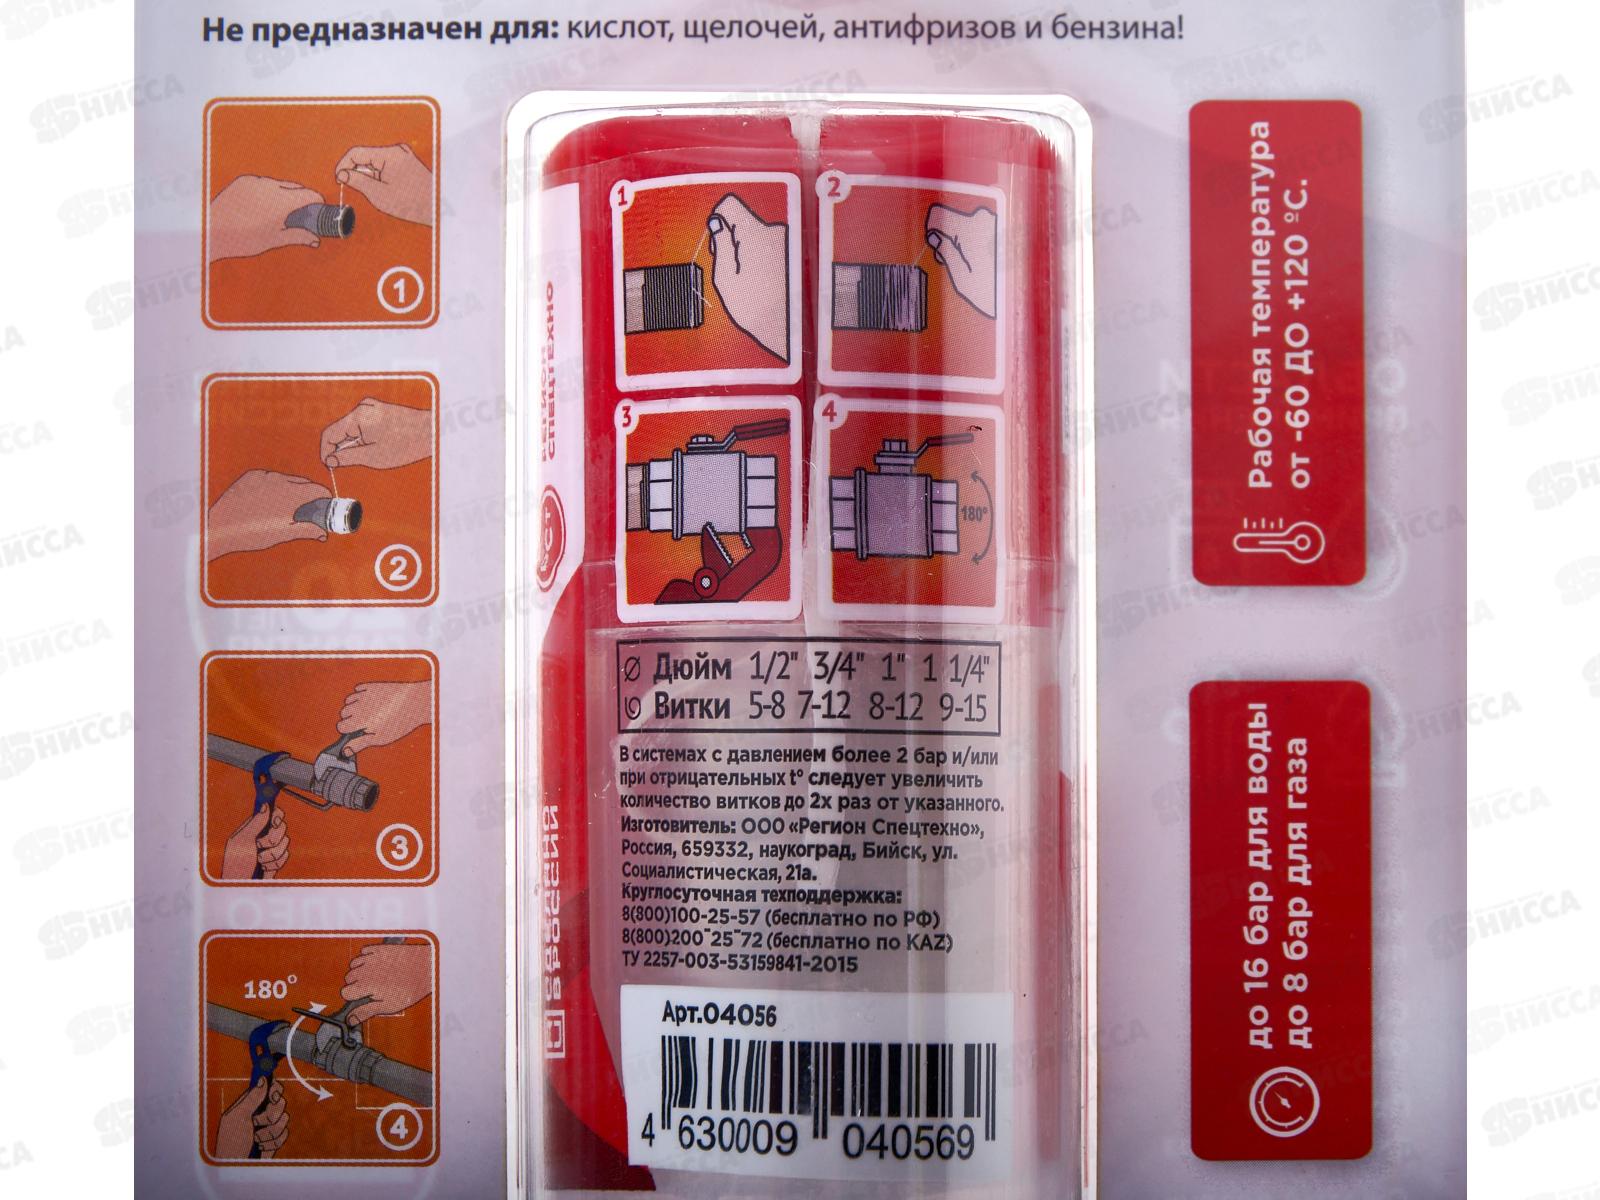 Не предназначен для: кислот, щелочей, антифризов и бензина!
1
2
3
4
180°
1
2
3
4
180°
РЕГИОН
СПЕЦТЕХНО
РСТ
СДЕЛАНО
В РОССИИ
Дюйм 1/2" 3/4" 1" 1 1/4"
Витки 5-8 7-12 8-12 9-15
В системах с давлением более 2 бар и/или
при отрицательных t° следует увеличить
количество витков до 2х раз от указанного.
Изготовитель: ООО «Регион Спецтехно»,
Россия, 659332, наукоград, Бийск, ул.
Социалистическая, 21а.
Круглосуточная техподдержка:
8(800)100-25-57 (бесплатно по РФ)
8(800)200-25-72 (бесплатно по KAZ)
ТУ 2257-003-53159841-2015
Арт.04056
4 630009 040569
Рабочая температура
от -60 ДО +120 °С.
до 16 бар для воды
до 8 бар для газа
НИССА